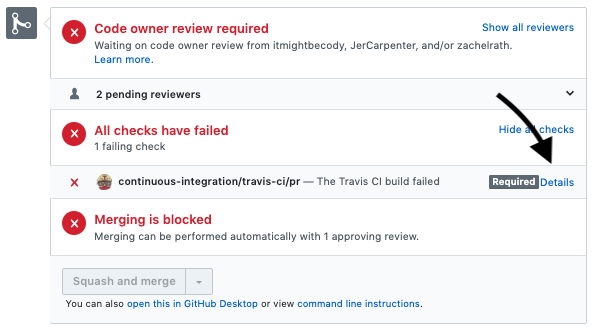 Code owner review required
Show all reviewers
Waiting on code owner review from itmightbecody, JerCarpenter, and/or zachelrath.
Learn more.
2 pending reviewers
All checks have failed
Hide all checks
1 failing check
continuous-integration/travis-ci/pr — The Travis CI build failed
Required Details
Merging is blocked
Merging can be performed automatically with 1 approving review.
Squash and merge
You can also open this in GitHub Desktop or view command line instructions.